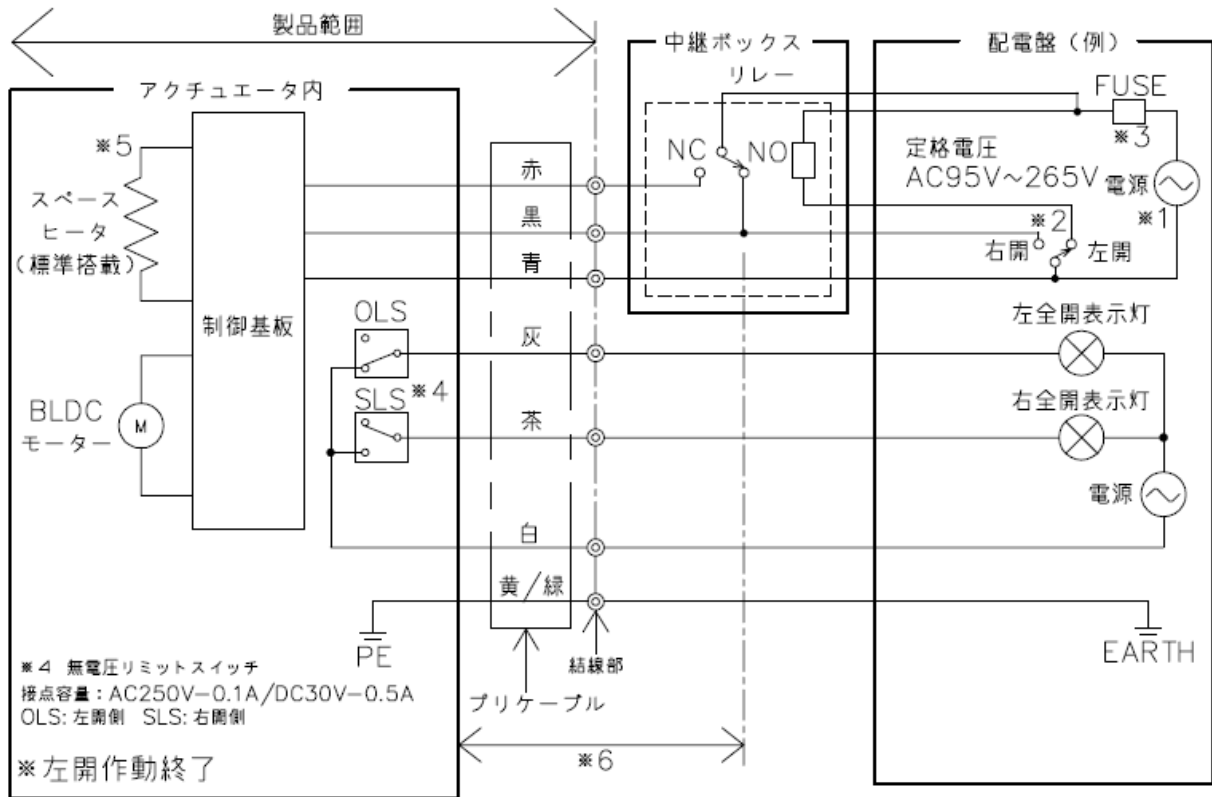 製品範囲
中継ボックス
リレー
配電盤（例）
アクチュエータ内
FUSE
※3
※5
スペース
ヒータ
（標準搭載）
制御基板
赤
NC
NO
定格電圧
AC95V～265V
電源
※1
黒
※2
右開
左開
青
OLS
灰
左全開表示灯
SLS
※4
茶
右全開表示灯
BLDC
モーター
M
電源
白
黄/緑
PE
EARTH
※4 無電圧リミットスイッチ
接点容量：AC250V－0.1A/DC30V－0.5A
OLS：左開側 SLS：右開側
結線部
プリケーブル
※6
※左開作動終了